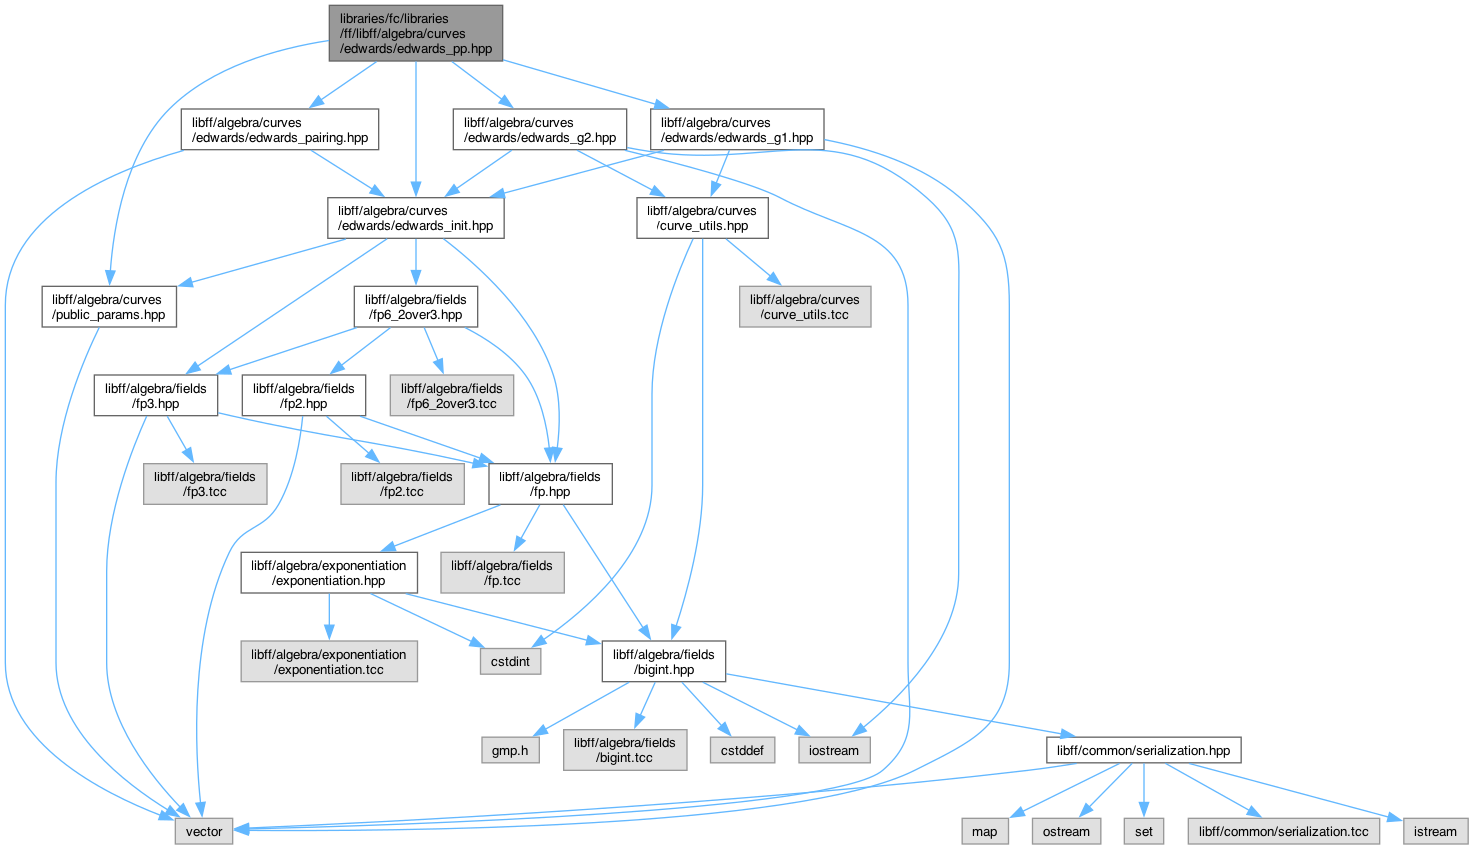 libraries/fc/libraries
/ff/libff/algebra/curves
/edwards/edwards_pp.hpp
libff/algebra/curves
/edwards/edwards_pairing.hpp
libff/algebra/curves
/edwards/edwards_g2.hpp
libff/algebra/curves
/edwards/edwards_g1.hpp
libff/algebra/curves
/edwards/edwards_init.hpp
libff/algebra/curves
/curve_utils.hpp
libff/algebra/curves
/public_params.hpp
libff/algebra/fields
/fp6_2over3.hpp
libff/algebra/curves
/curve_utils.tcc
libff/algebra/fields
/fp3.hpp
libff/algebra/fields
/fp2.hpp
libff/algebra/fields
/fp6_2over3.tcc
libff/algebra/fields
/fp3.tcc
libff/algebra/fields
/fp2.tcc
libff/algebra/fields
/fp.hpp
libff/algebra/exponentiation
/exponentiation.hpp
libff/algebra/fields
/fp.tcc
libff/algebra/exponentiation
/exponentiation.tcc
cstdint
libff/algebra/fields
/bigint.hpp
gmp.h
libff/algebra/fields
/bigint.tcc
cstddef
iostream
libff/common/serialization.hpp
vector
map
ostream
set
libff/common/serialization.tcc
istream